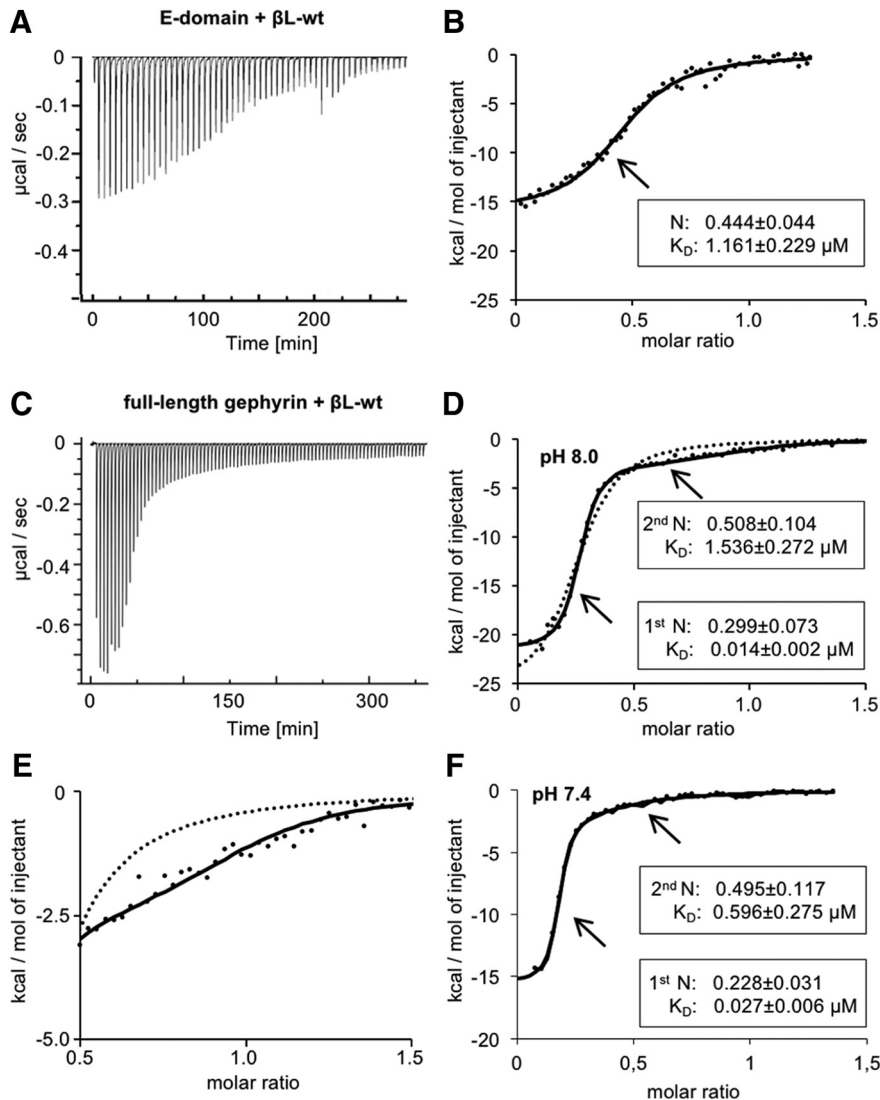 A
E-domain + βL-wt
0
-0.1
-0.2
-0.3
-0.4
µcal / sec
0
100
200
Time [min]
B
0
-5
-10
-15
-20
-25
kcal / mol of injectant
N: 0.444±0.044
KD: 1.161±0.229 µM
0
0.5
1.0
1.5
molar ratio
C
full-length gephyrin + βL-wt
0
-0.2
-0.4
-0.6
µcal / sec
0
150
300
Time [min]
D
pH 8.0
0
-5
-10
-15
-20
-25
kcal / mol of injectant
2nd N: 0.508±0.104
KD: 1.536±0.272 µM
1st N: 0.299±0.073
KD: 0.014±0.002 µM
0
0.5
1.0
1.5
molar ratio
E
0
-2.5
-5.0
kcal / mol of injectant
0.5
1.0
1.5
molar ratio
F
pH 7.4
0
-5
-10
-15
-20
kcal / mol of injectant
2nd N: 0.495±0.117
KD: 0.596±0.275 µM
1st N: 0.228±0.031
KD: 0.027±0.006 µM
0
0,5
1
0,5
molar ratio